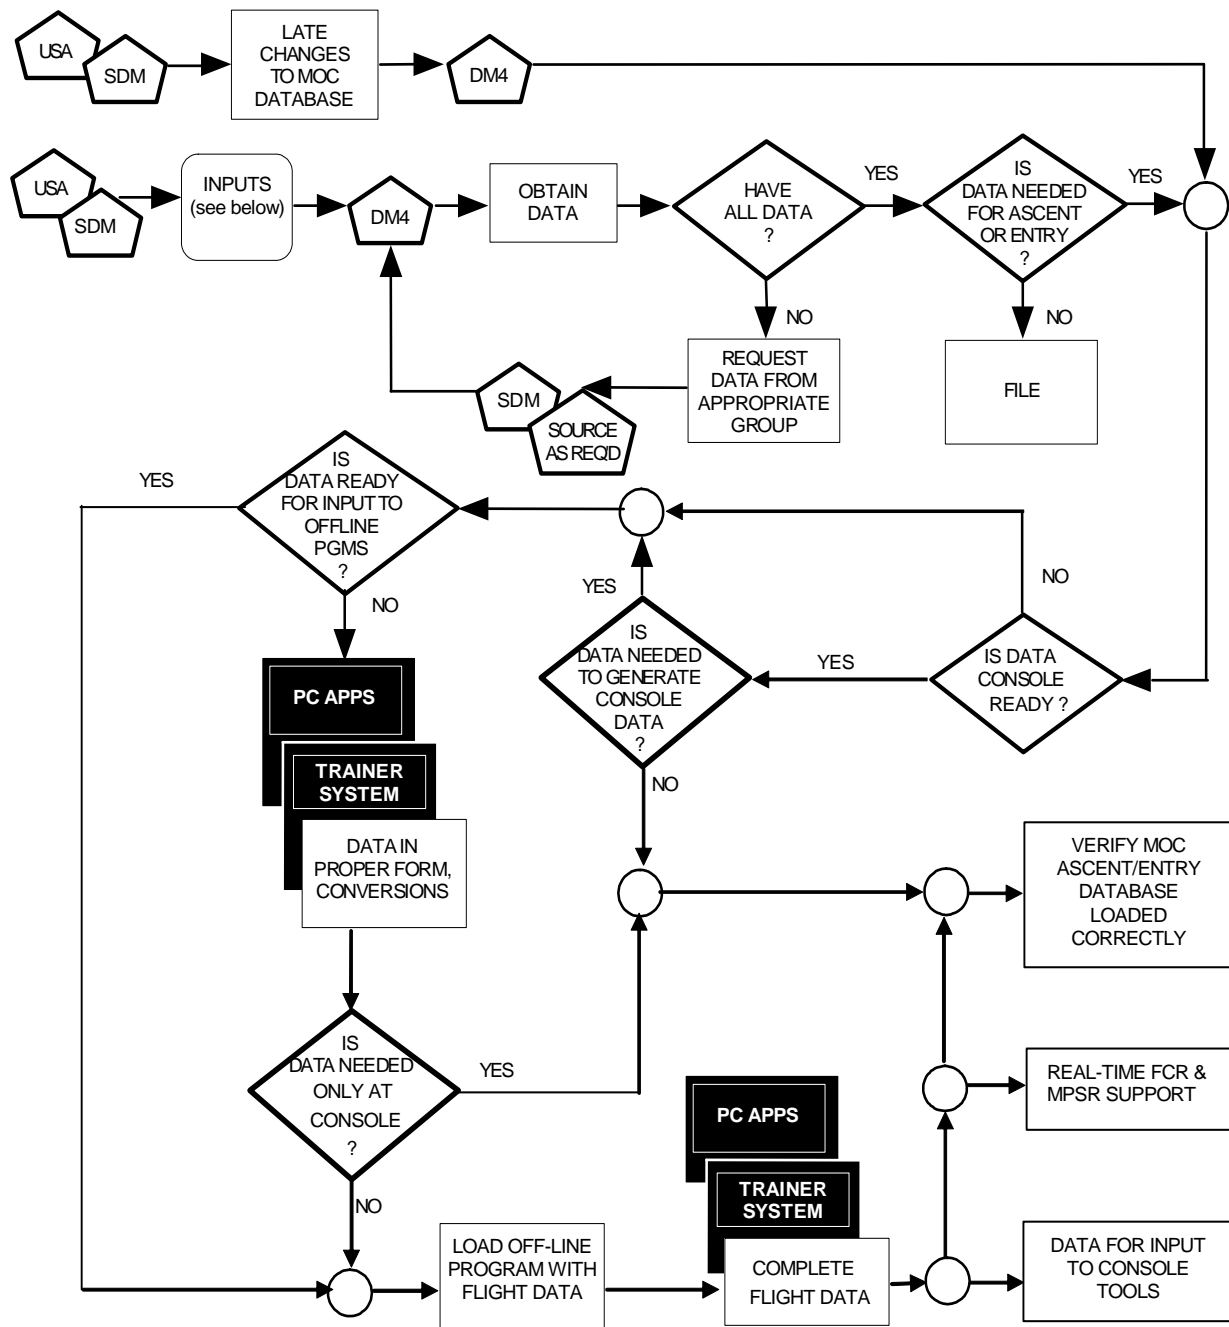 USA
SDM
LATE
CHANGES
TO MOC
DATABASE
DM4
USA
SDM
INPUTS
(see below)
DM4
OBTAIN
DATA
HAVE
ALL DATA
?
YES
IS
DATA NEEDED
FOR ASCENT
OR ENTRY
?
YES
NO
NO
REQUEST
DATA FROM
APPROPRIATE
GROUP
FILE
SDM
SOURCE
AS REQ'D
YES
IS
DATA READY
FOR INPUT TO
OFFLINE
PGMS
?
NO
YES
IS
DATA NEEDED
TO GENERATE
CONSOLE
DATA
?
YES
NO
IS DATA
CONSOLE
READY ?
NO
PC APPS
TRAINER
SYSTEM
DATA IN
PROPER FORM,
CONVERSIONS
VERIFY MOC
ASCENT/ENTRY
DATABASE
LOADED
CORRECTLY
IS
DATA NEEDED
ONLY AT
CONSOLE
?
YES
NO
REAL-TIME FCR &
MPSR SUPPORT
PC APPS
TRAINER
SYSTEM
LOAD OFF-LINE
PROGRAM WITH
FLIGHT DATA
COMPLETE
FLIGHT DATA
DATA FOR INPUT
TO CONSOLE
TOOLS